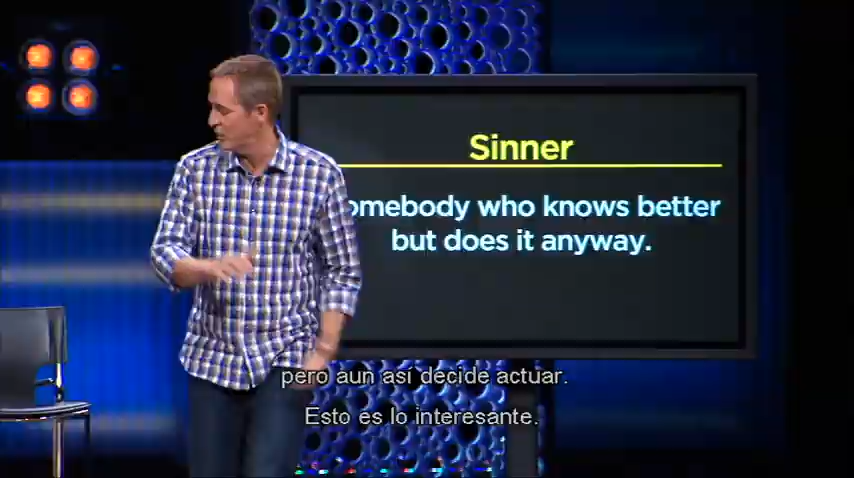 Sinner
omebody who knows better
but does it anyway.
pero aun así decide actuar.
Esto es lo interesante.